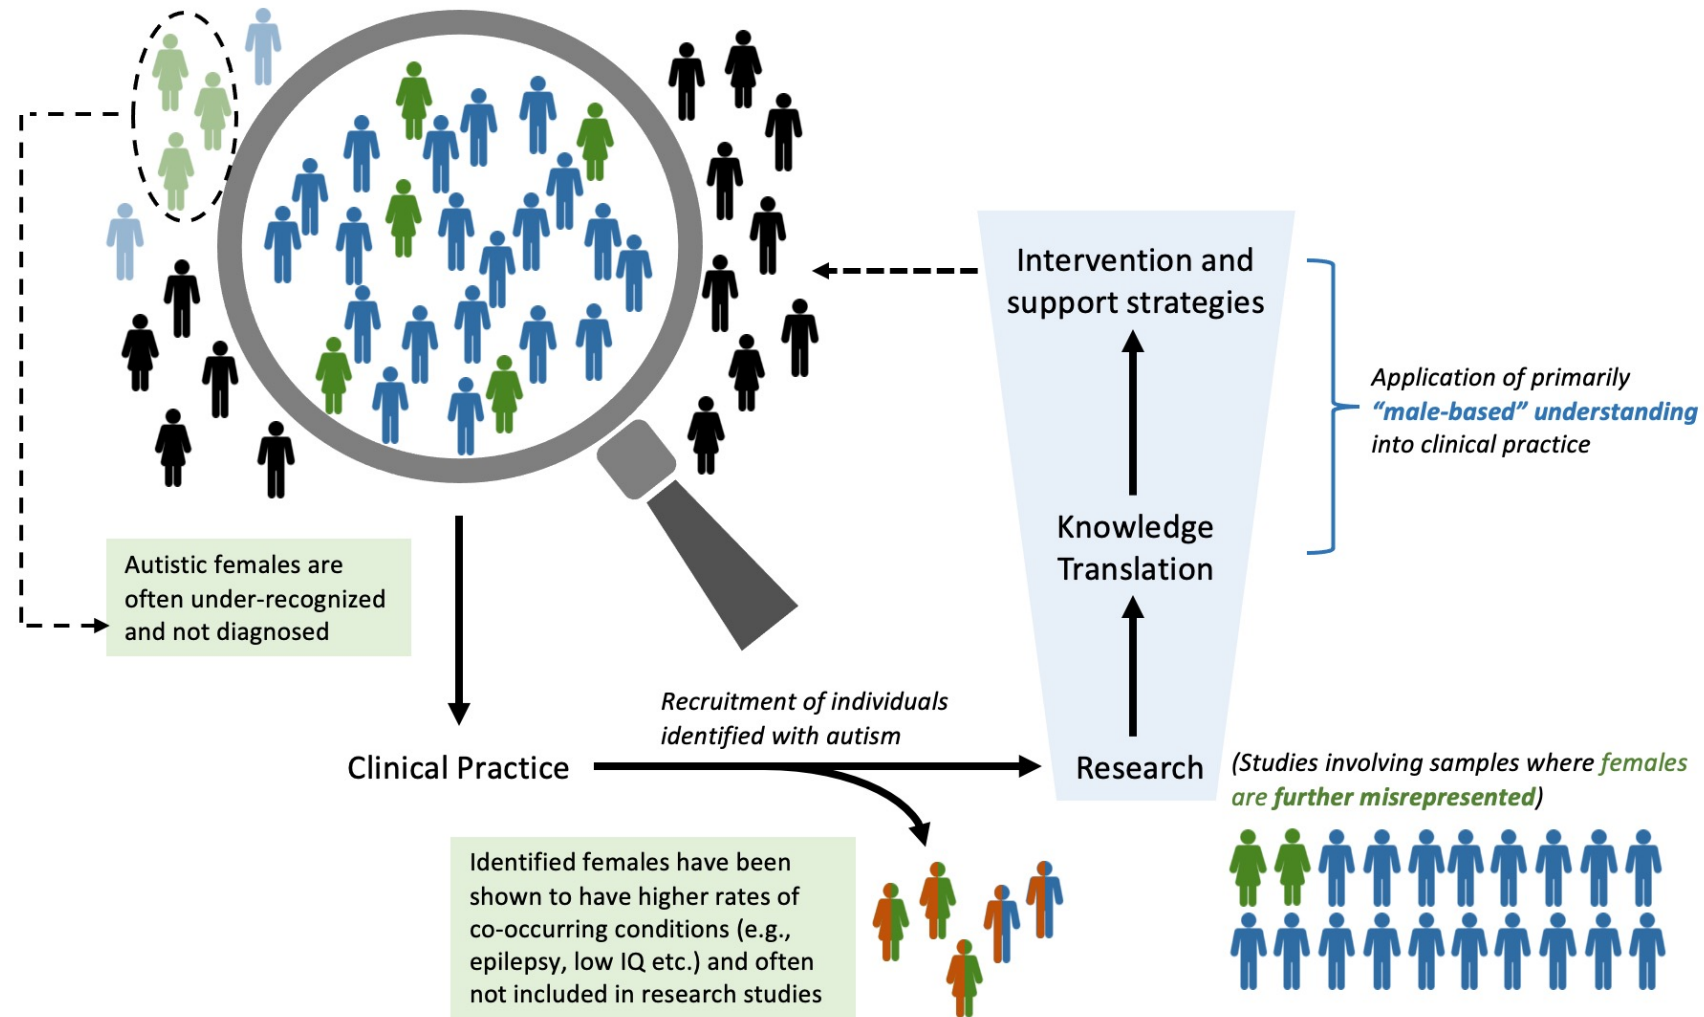 Intervention and
support strategies
Application of primarily
“male-based” understanding
into clinical practice
Knowledge
Translation
Autistic females are
often under-recognized
and not diagnosed
Recruitment of individuals
identified with autism
Clinical Practice
Research
(Studies involving samples where females
are further misrepresented)
Identified females have been
shown to have higher rates of
co-occurring conditions (e.g.,
epilepsy, low IQ etc.) and often
not included in research studies